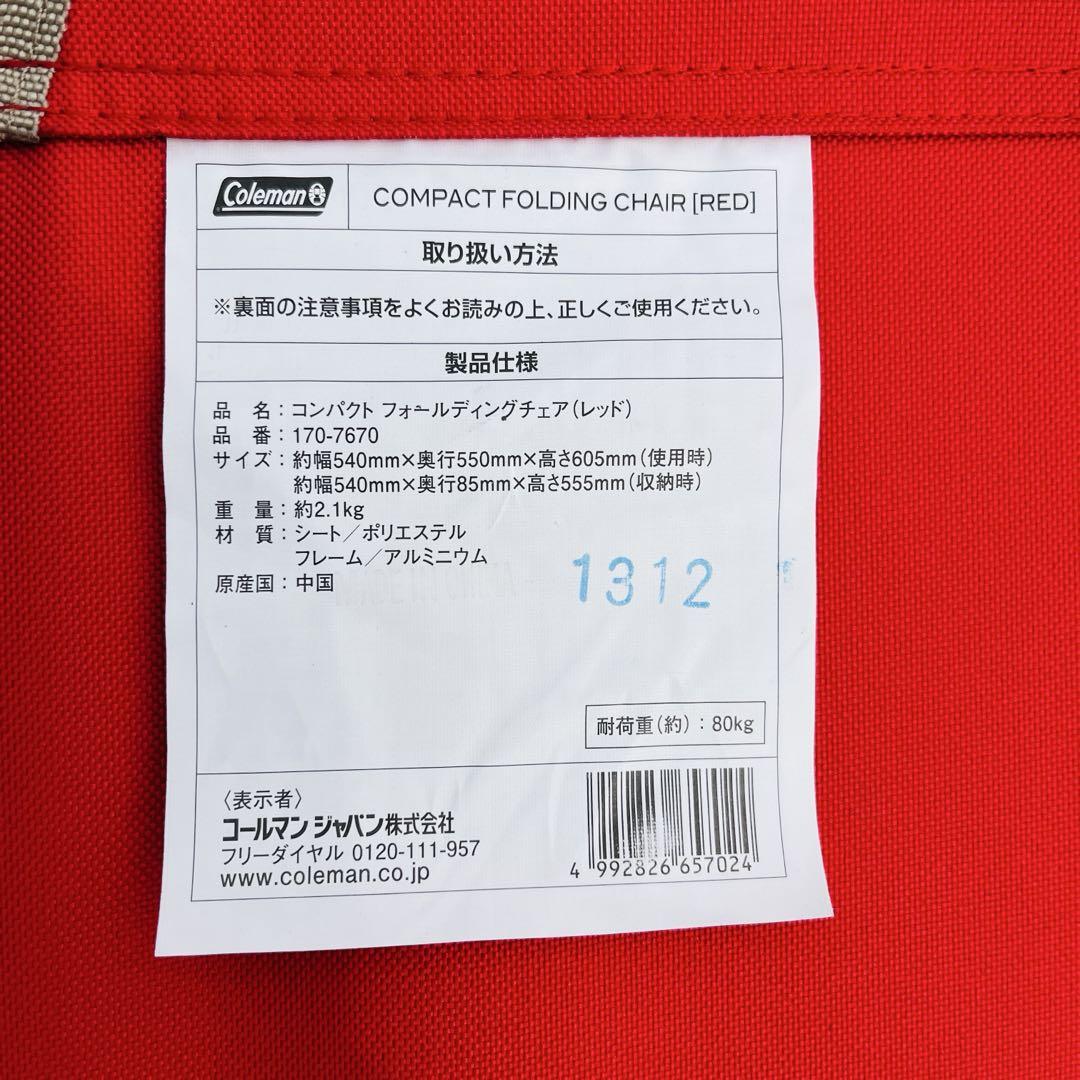 Coleman
COMPACT FOLDING CHAIR [RED]
取り扱い方法
※裏面の注意事項をよくお読みの上、正しくご使用ください。
製品仕様
品 名：コンパクト フォールディングチェア（レッド）
品 番：170-7670
サイズ：約幅540mm×奥行550mm×高さ605mm（使用時）
約幅540mm×奥行85mm×高さ555mm（収納時）
重 量：約2.1kg
材 質：シート／ポリエステル
フレーム／アルミニウム
原産国：中国
1312
耐荷重（約）：80kg
〈表示者〉
コールマン ジャパン株式会社
フリーダイヤル 0120-111-957
www.coleman.co.jp
4 992826 657024